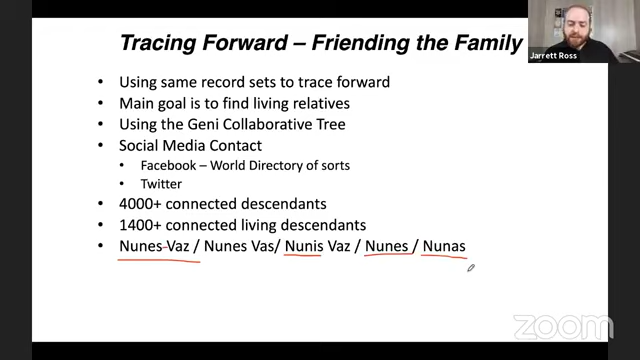 Tracing Forward – Friending the Family
Jarrett Ross
• Using same record sets to trace forward
• Main goal is to find living relatives
• Using the Geni Collaborative Tree
• Social Media Contact
• Facebook – World Directory of sorts
• Twitter
• 4000+ connected descendants
• 1400+ connected living descendants
• Nunes-Vaz / Nunes Vas/ Nunis Vaz / Nunes / Nunas
zoom